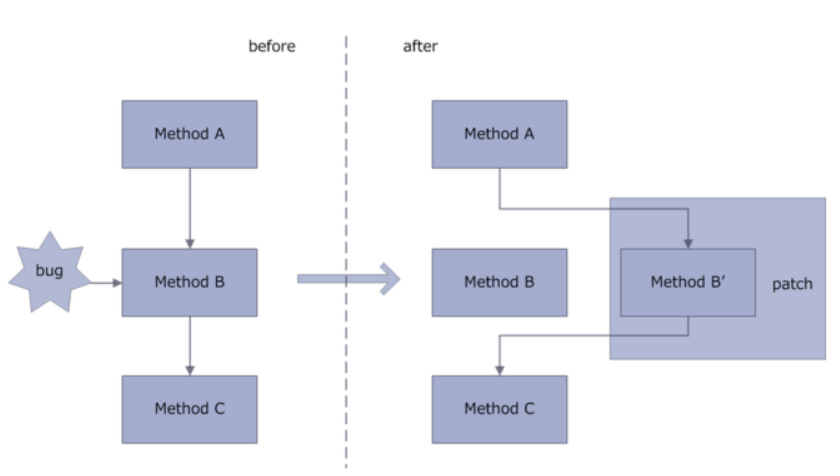 before
after
Method A
Method A
bug
Method B
Method B
Method B′
patch
Method C
Method C